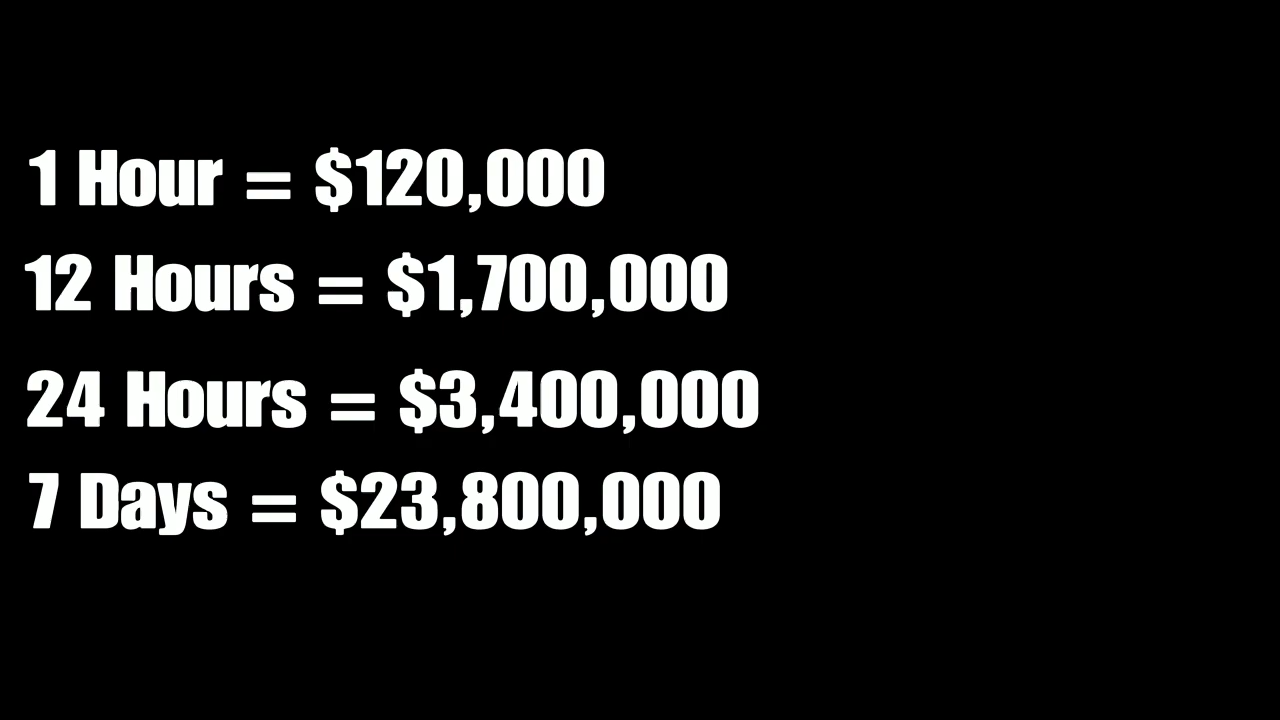 1 Hour = $120,000
12 Hours = $1,700,000
24 Hours = $3,400,000
7 Days = $23,800,000